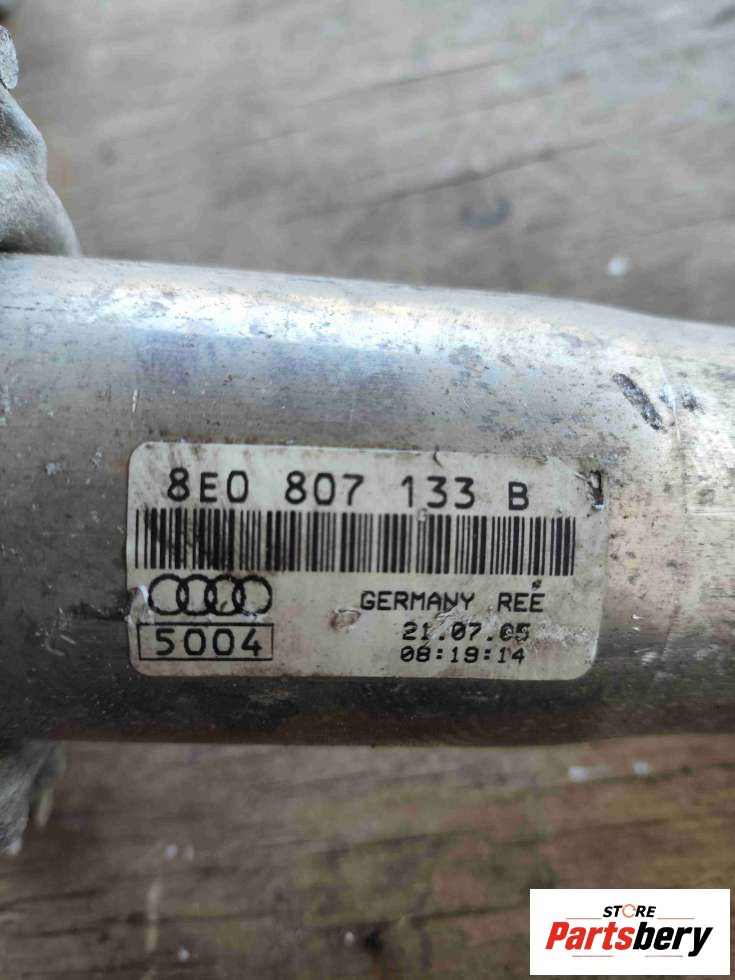 8E0 807 133 B
GERMANY REE
5004
21.07.05
08:19:14
STORE
Partsbery